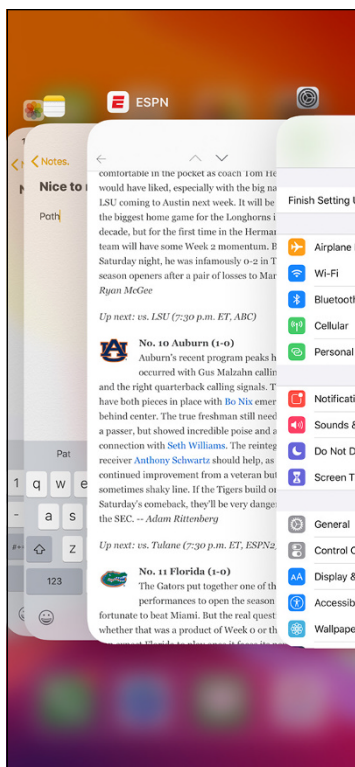 ESPN
Notes.
Nice to
Path
Pat
q w e
a s
Z
123
comfortable in the pocket as coach Tom He
would have liked, especially with the big na
LSU coming to Austin next week. It will be
the biggest home game for the Longhorns i
decade, but for the first time in the Herman
team will have some Week 2 momentum. B
Saturday night, he was infamously 0-2 in T
season openers after a pair of losses to Mar
Ryan McGee
Up next: vs. LSU (7:30 p.m. ET, ABC)
No. 10 Auburn (1-0)
Auburn's recent program peaks h
occurred with Gus Malzahn callin
and the right quarterback calling signals. T
have both pieces in place with Bo Nix emer
behind center. The true freshman still need
a passer, but showed incredible poise and a
connection with Seth Williams. The reinteg
receiver Anthony Schwartz should help, as
continued improvement from a veteran but
sometimes shaky line. If the Tigers build or
Saturday's comeback, they'll be very danger
the SEC. -- Adam Rittenberg
Up next: vs. Tulane (7:30 p.m. ET, ESPN2
No. 11 Florida (1-0)
The Gators put together one of th
performances to open the season
fortunate to beat Miami. But the real quest
whether that was a product of Week 0 or th
Finish Setting U
Airplane
Wi-Fi
Bluetooth
Cellular
Personal
Notificati
Sounds &
Do Not D
Screen T
General
Control C
Display &
Accessib
Wallpape